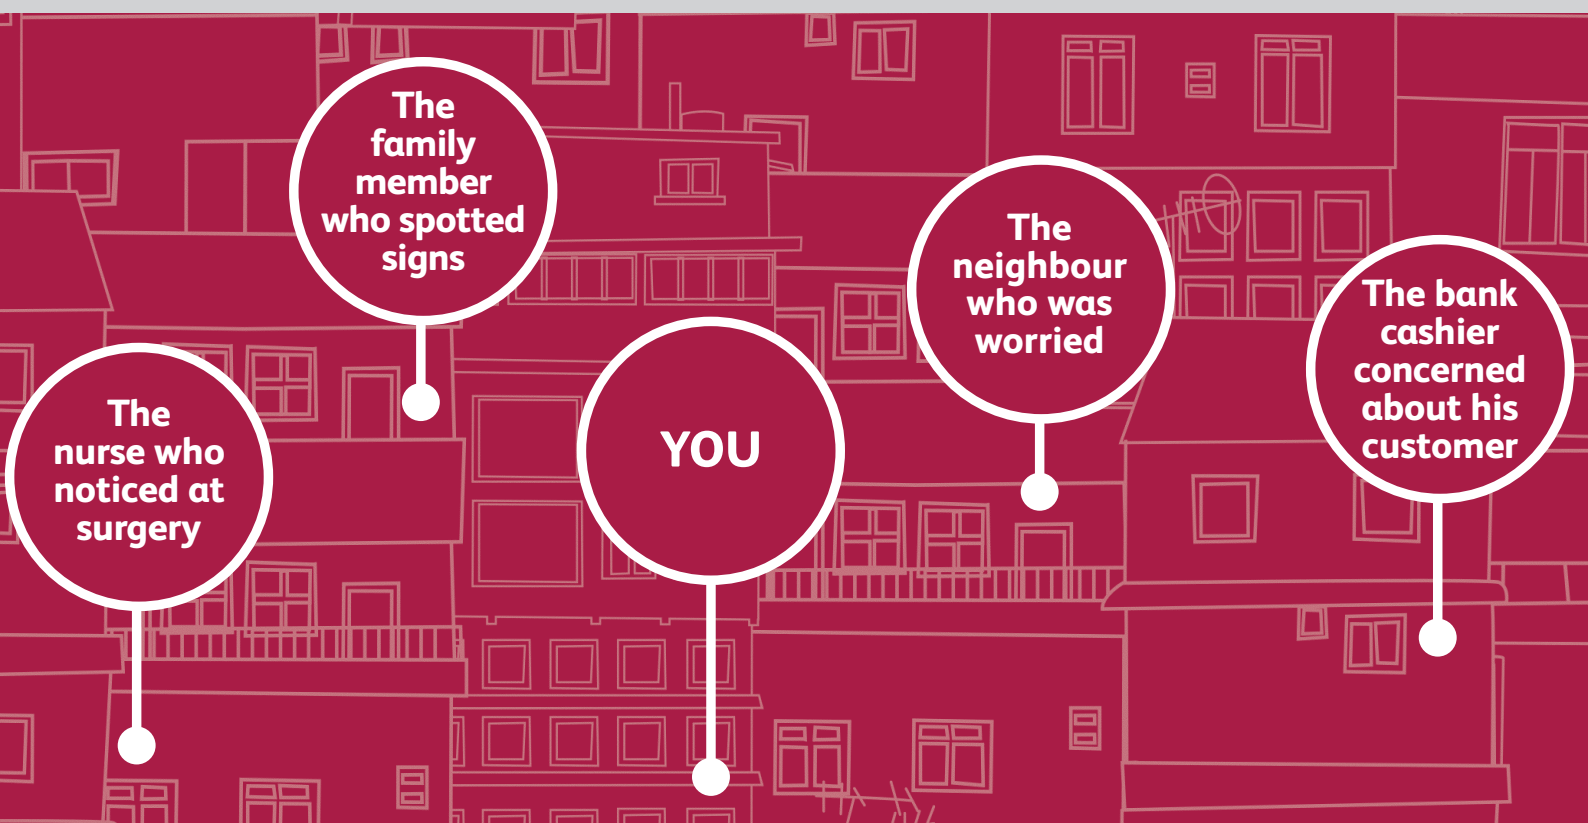 The
family
member
who spotted
signs
The
neighbour
who was
worried
The bank
cashier
concerned
about his
customer
The
nurse who
noticed at
surgery
YOU